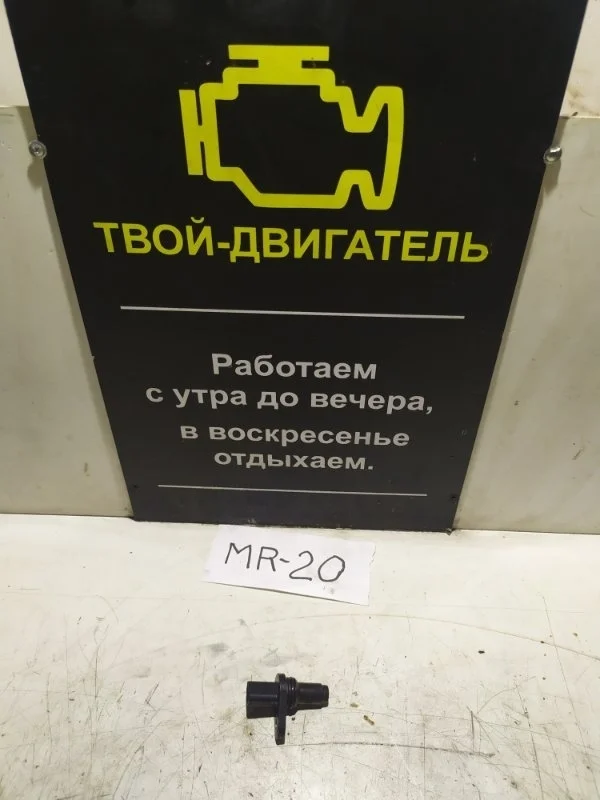 ТВОЙ-ДВИГАТЕЛЬ
Работаем
с утра до вечера,
в воскресенье
отдыхаем.
MR-20